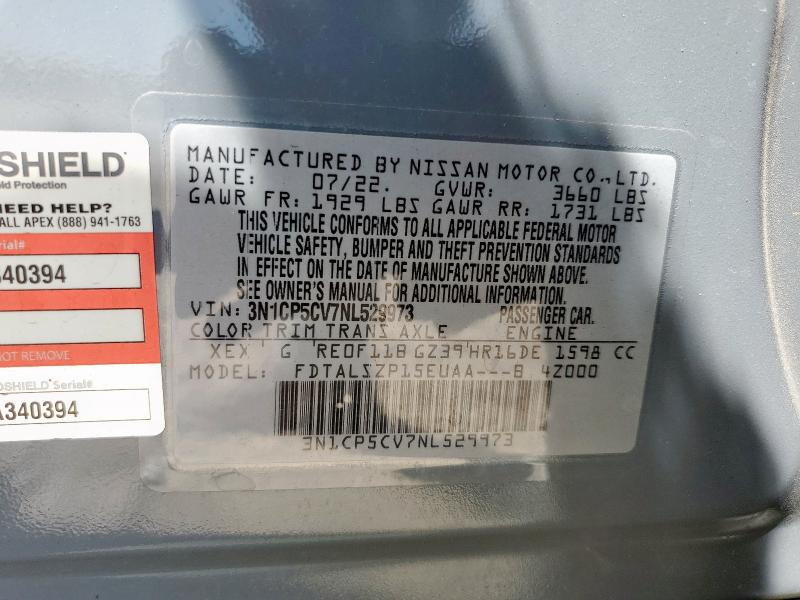 SHIELD
ld Protection
NEED HELP?
ALL APEX (888) 941-1763
erial#
340394
NOT REMOVE
DSHIELD Serial#
A340394
MANUFACTURED BY NISSAN MOTOR CO.,LTD.
DATE: 07/22. GVWR: 3660 LBS
GAWR FR: 1929 LBS GAWR RR: 1731 LBS
THIS VEHICLE CONFORMS TO ALL APPLICABLE FEDERAL MOTOR
VEHICLE SAFETY, BUMPER AND THEFT PREVENTION STANDARDS
IN EFFECT ON THE DATE OF MANUFACTURE SHOWN ABOVE.
SEE OWNER'S MANUAL FOR ADDITIONAL INFORMATION.
VIN: 3N1CP5CV7NL529973 PASSENGER CAR.
COLOR TRIM TRANS AXLE ENGINE
XEX G RE0F11B GZ39 HR16DE 1598 CC
MODEL: FDTALSZP15EUAA---B 4Z000
3N1CP5CV7NL529973